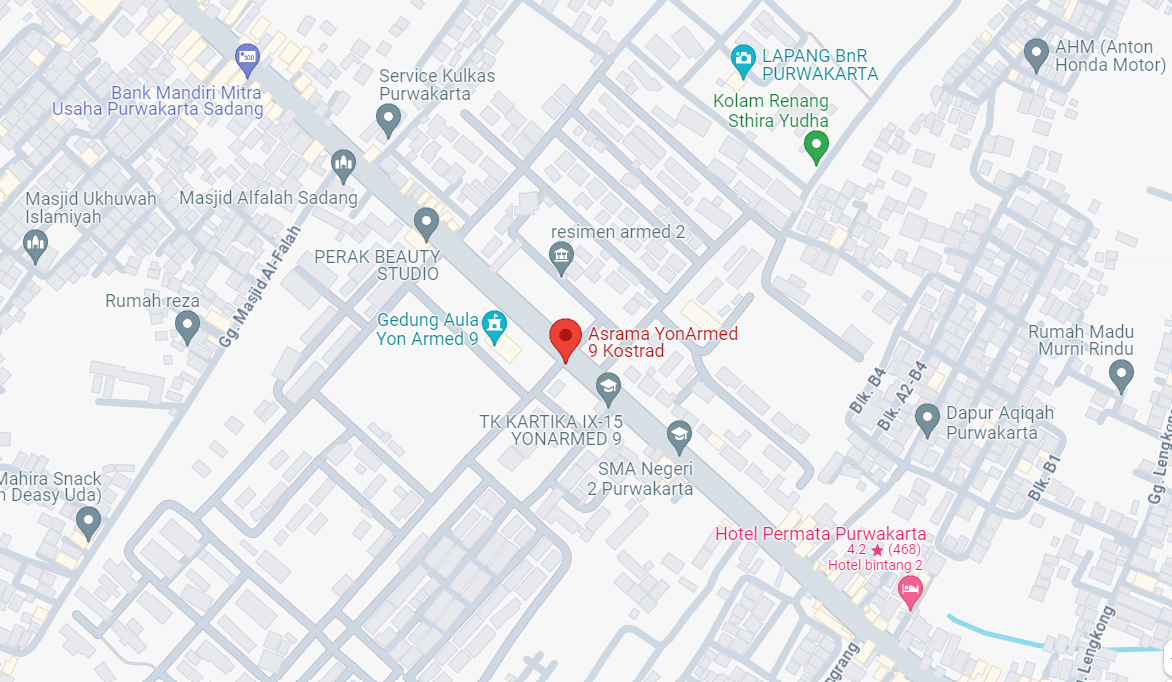 AHM (Anton
Honda Motor)
LAPANG BnR
PURWAKARTA
Service Kulkas
Purwakarta
Bank Mandiri Mitra
Usaha Purwakarta Sadang
Kolam Renang
Sthira Yudha
Masjid Ukhuwah
Islamiyah
Masjid Alfalah Sadang
resimen armed 2
PERAK BEAUTY
STUDIO
Gg. Masjid Al-Falah
Rumah reza
Gedung Aula
Yon Armed 9
Asrama YonArmed
9 Kostrad
Rumah Madu
Murni Rindu
Blk. B4
Blk. A2-B4
Dapur Aqiqah
Purwakarta
TK KARTIKA IX-15
YONARMED 9
SMA Negeri
2 Purwakarta
Blk. B1
Gg. Lengkong
Mahira Snack
Deasy Uda)
Hotel Permata Purwakarta
4.2 ★ (468)
Hotel bintang 2
Lengkong